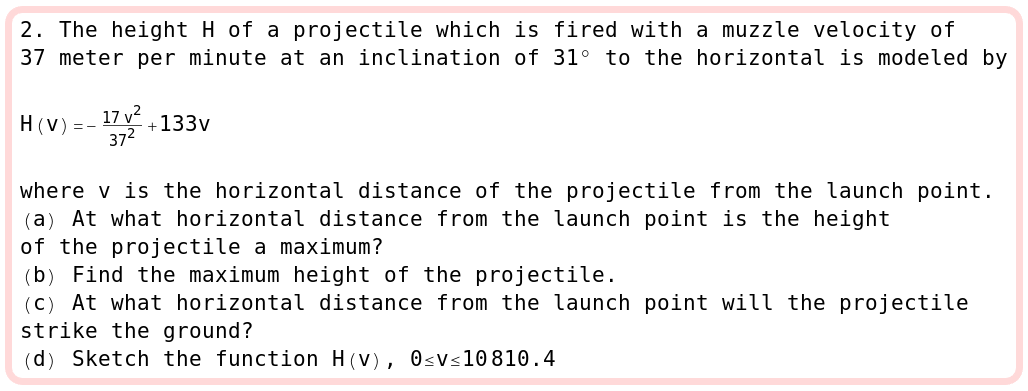 2. The height H of a projectile which is fired with a muzzle velocity of
37 meter per minute at an inclination of 31° to the horizontal is modeled by
H(v)=-\frac{17 v^2}{37^2}+133v
where v is the horizontal distance of the projectile from the launch point.
(a) At what horizontal distance from the launch point is the height
of the projectile a maximum?
(b) Find the maximum height of the projectile.
(c) At what horizontal distance from the launch point will the projectile
strike the ground?
(d) Sketch the function H(v), 0≤v≤10810.4